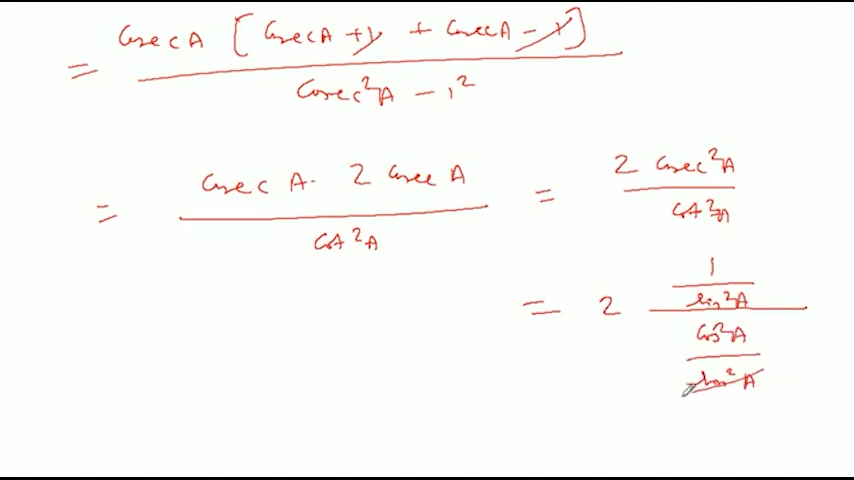 = cosec A [ cosec A + 1 + cosec A - 1 ]
cosec²A - 1²
= cosec A · 2 cosec A = 2 cosec²A
cot²A cot²A
= 2 1
sin²A
cos²A
sin²A